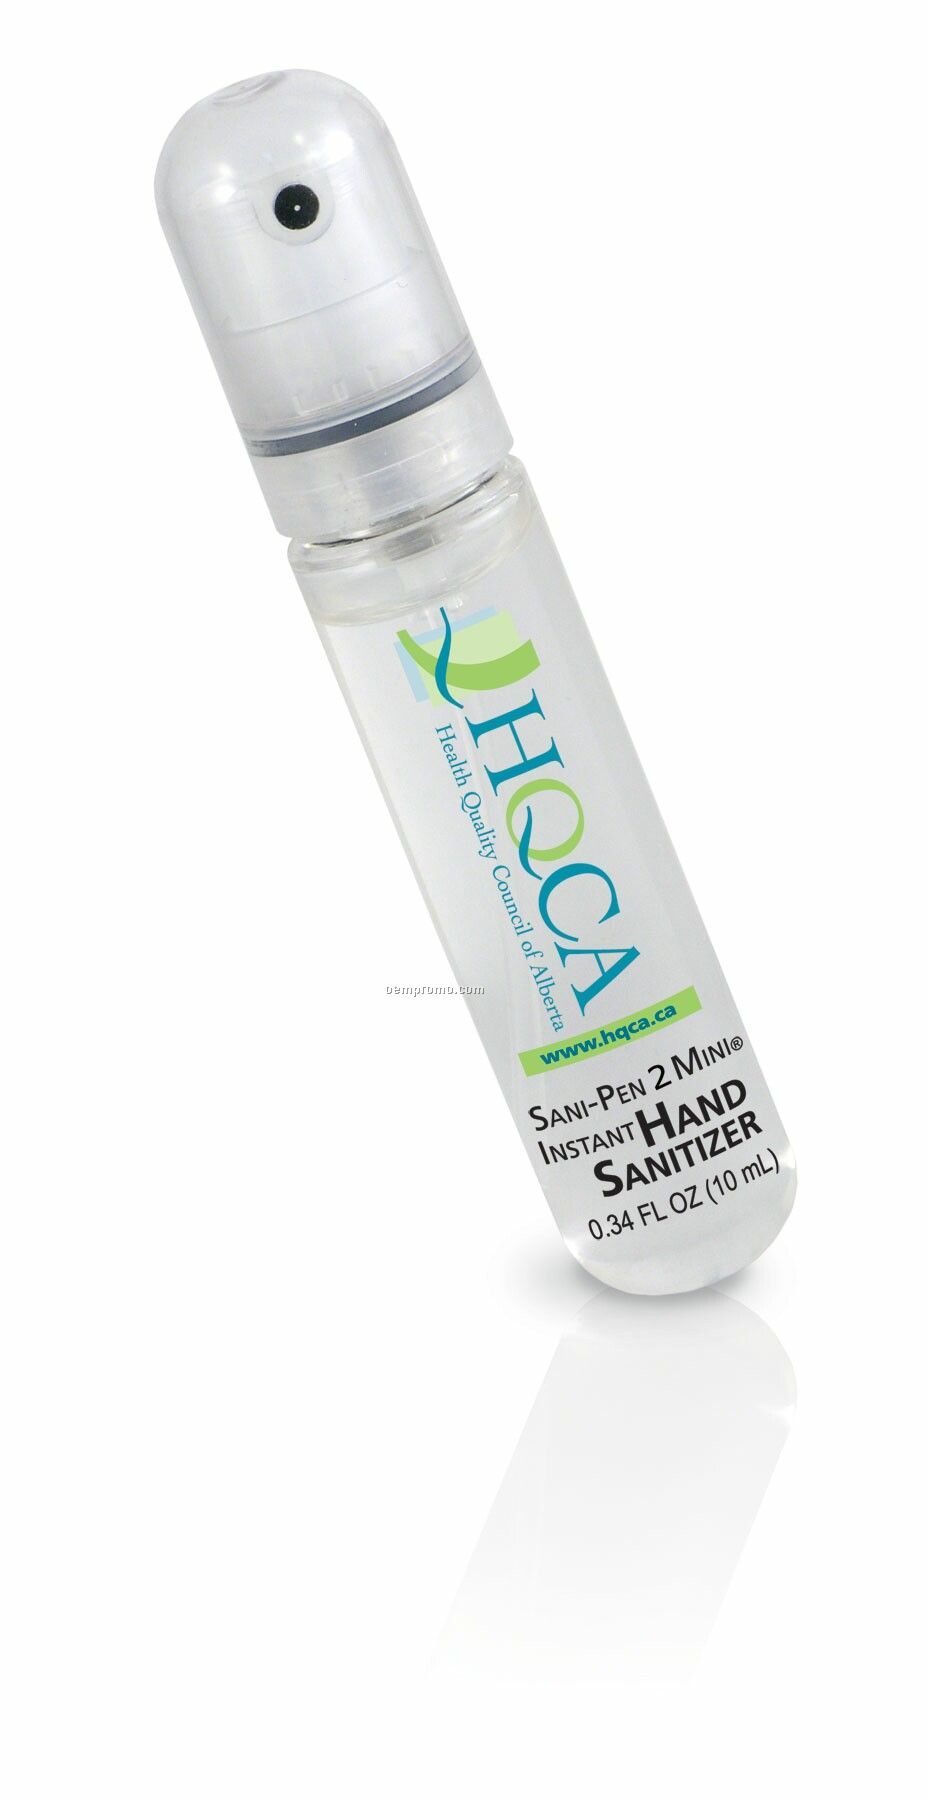 HQCA
Health Quality Council of Alberta
www.hqca.ca
SANI-PEN 2 MINI®
INSTANT HAND
SANITIZER
0.34 FL OZ (10 mL)
oempromo.com